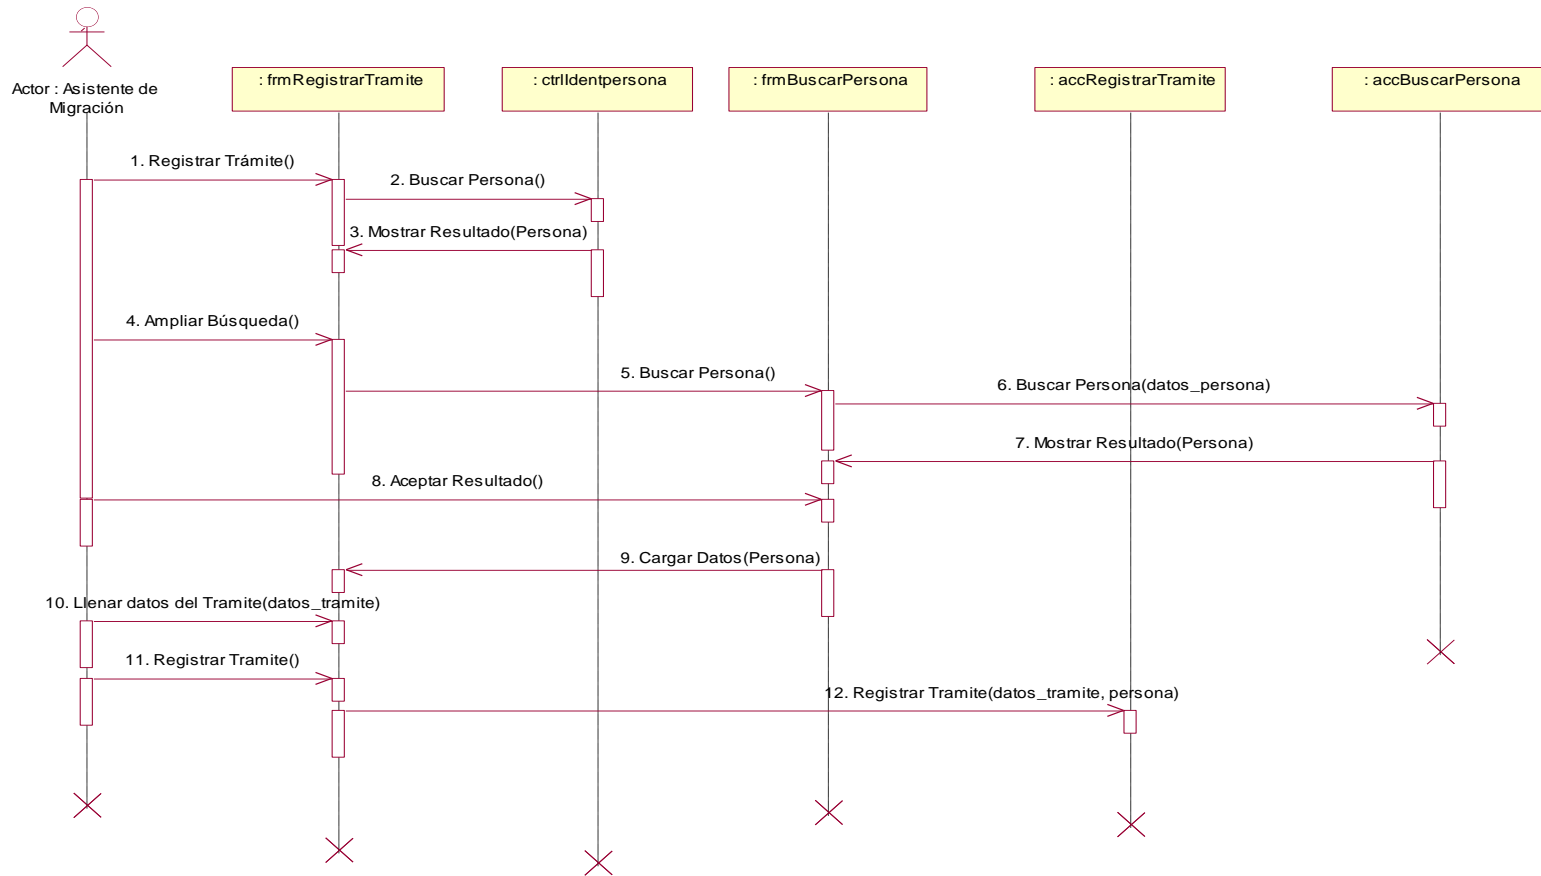 Actor : Asistente de
Migración
: frmRegistrarTramite
: ctrlIdentpersona
: frmBuscarPersona
: accRegistrarTramite
: accBuscarPersona
1. Registrar Trámite()
2. Buscar Persona()
3. Mostrar Resultado(Persona)
4. Ampliar Búsqueda()
5. Buscar Persona()
6. Buscar Persona(datos_persona)
7. Mostrar Resultado(Persona)
8. Aceptar Resultado()
9. Cargar Datos(Persona)
10. Llenar datos del Tramite(datos_tramite)
11. Registrar Tramite()
12. Registrar Tramite(datos_tramite, persona)